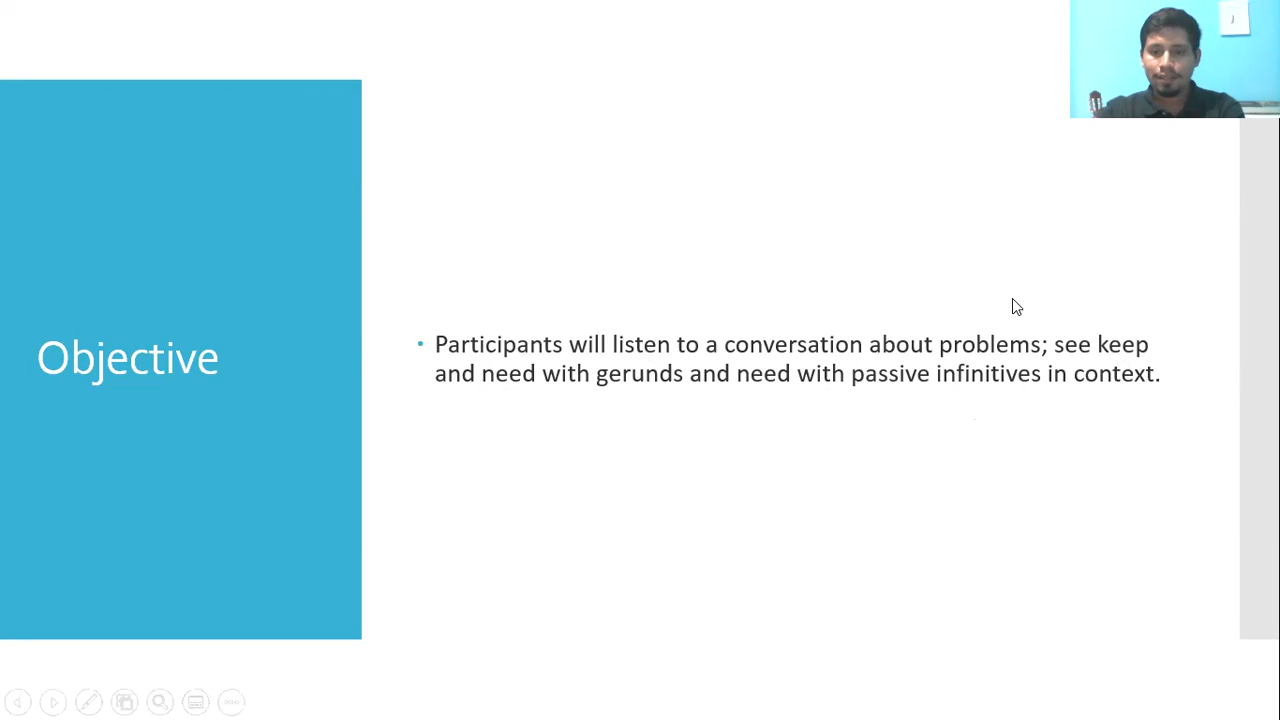 Objective
• Participants will listen to a conversation about problems; see keep
and need with gerunds and need with passive infinitives in context.